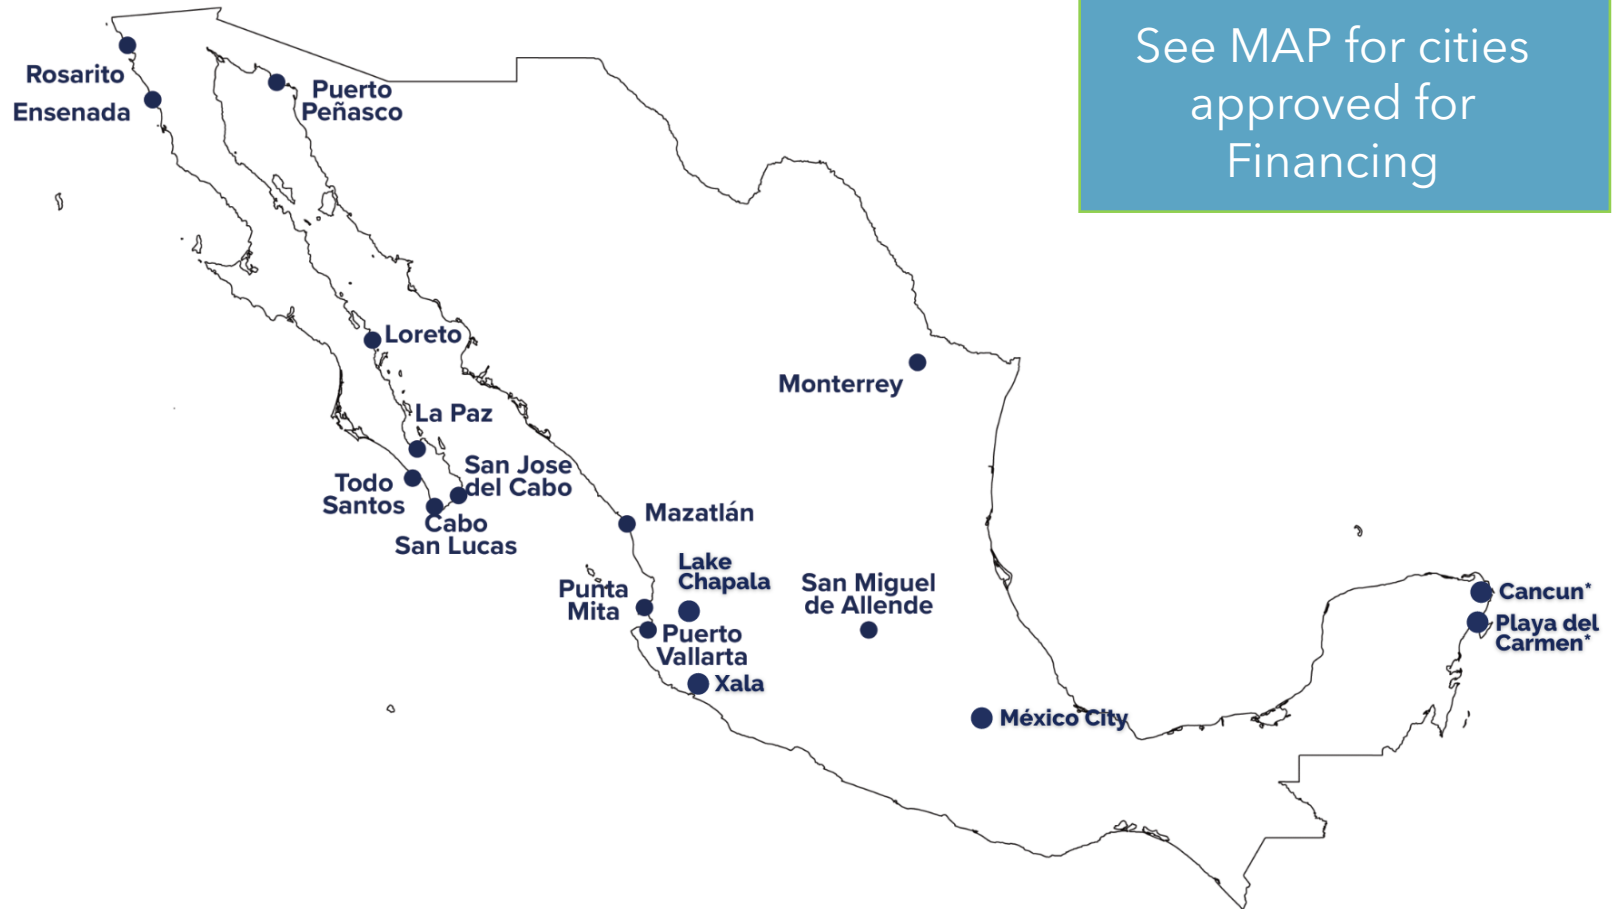 See MAP for cities
approved for
Financing
Rosarito
Ensenada
Puerto
Peñasco
Loreto
La Paz
San Jose
del Cabo
Todo
Santos
Cabo
San Lucas
Monterrey
Mazatlán
Lake
Chapala
Punta
Mita
Puerto
Vallarta
Xala
San Miguel
de Allende
México City
Cancun*
Playa del
Carmen*